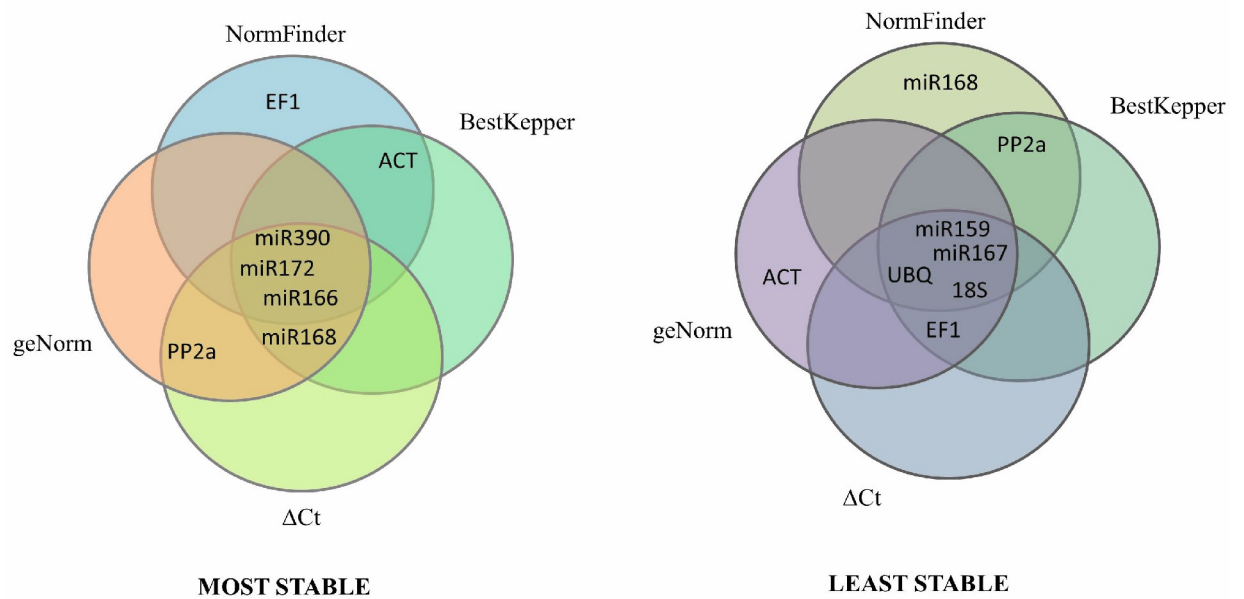 NormFinder
EF1
BestKepper
ACT
miR390
miR172
miR166
miR168
geNorm
PP2a
ΔCt
MOST STABLE
NormFinder
miR168
BestKepper
PP2a
miR159
miR167
UBQ
18S
ACT
EF1
geNorm
ΔCt
LEAST STABLE